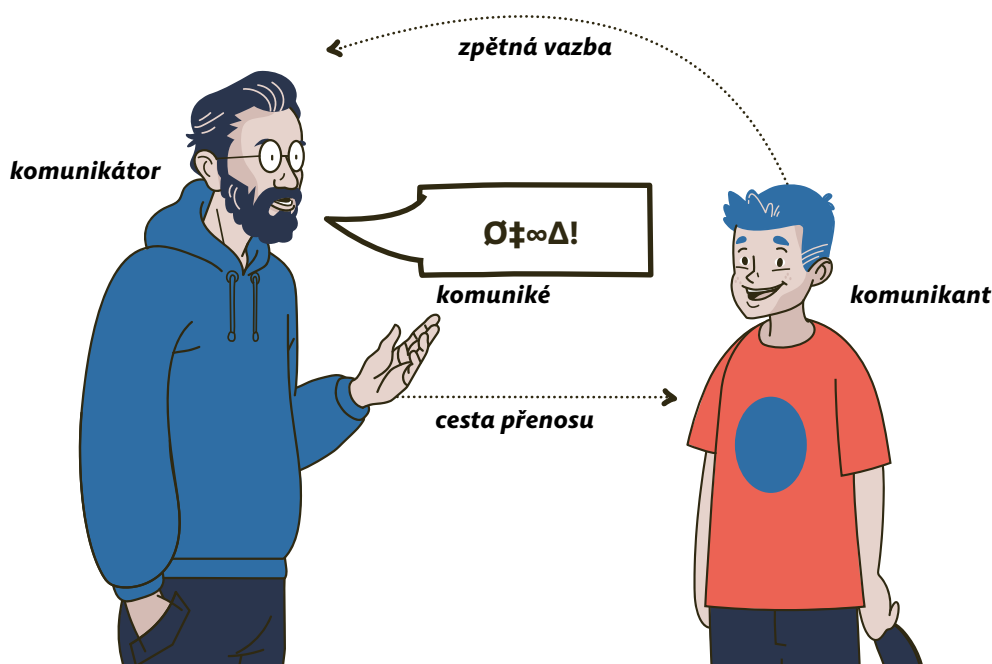 zpětná vazba
komunikátor
Ø‡∞Δ!
komuniké
komunikant
cesta přenosu